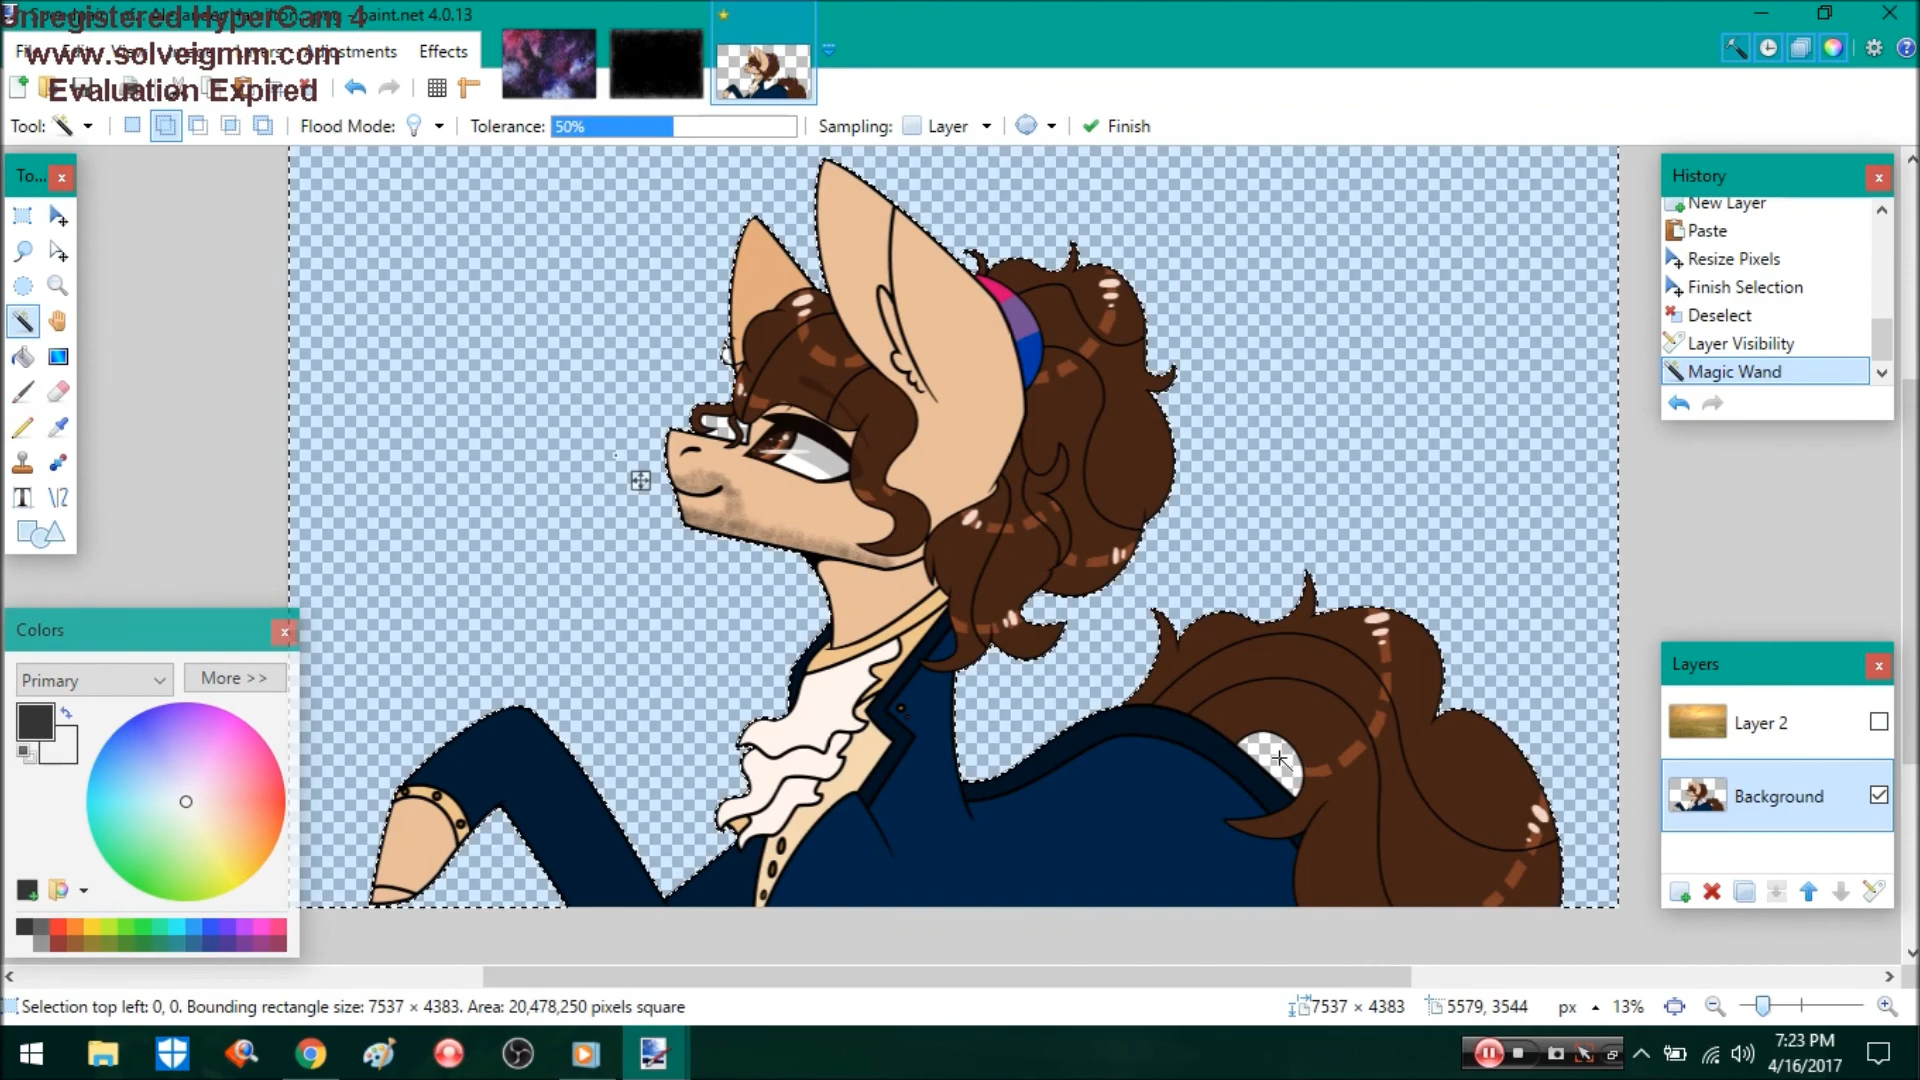 Unregistered HyperCam 4
paint.net 4.0.13
Adjustments
Effects
www.solveigmm.com
Evaluation Expired
Tool:
Flood Mode:
Tolerance:
50%
Sampling:
Layer
Finish
To...
History
New Layer
Paste
Resize Pixels
Finish Selection
Deselect
Layer Visibility
Magic Wand
Colors
Primary
More >>
Layers
Layer 2
Background
Selection top left: 0, 0. Bounding rectangle size: 7537 × 4383. Area: 20,478,250 pixels square
7537 × 4383
5579, 3544
px
13%
7:23 PM
4/16/2017